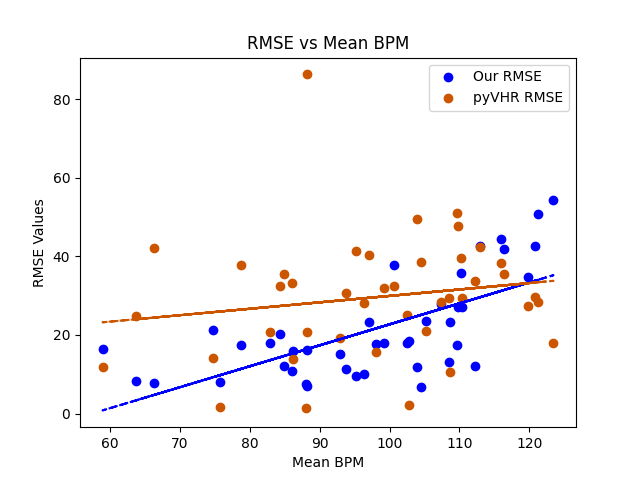 RMSE vs Mean BPM
Our RMSE
pyVHR RMSE
RMSE Values
80
60
40
20
0
60 70 80 90 100 110 120
Mean BPM